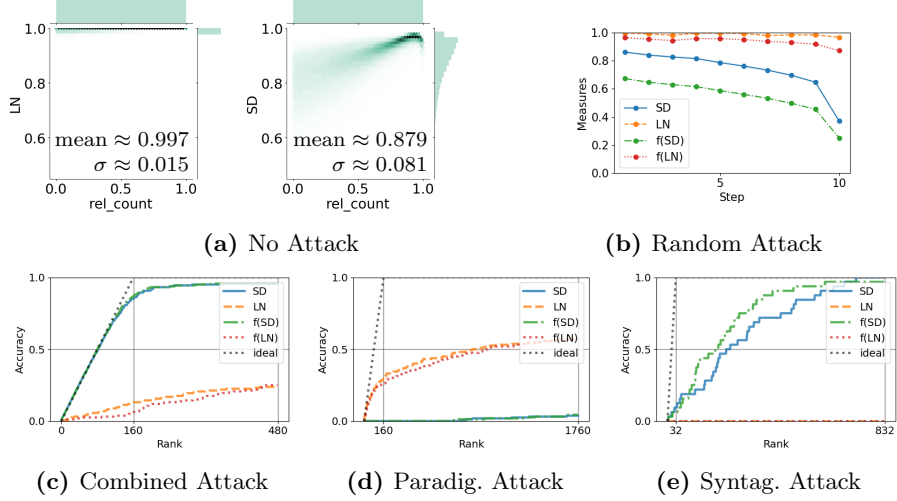 1.0
0.8
0.6
LN
mean ≈ 0.997
σ ≈ 0.015
0.0 0.5 1.0
rel_count
1.0
0.8
0.6
SD
mean ≈ 0.879
σ ≈ 0.081
0.0 0.5 1.0
rel_count
(a) No Attack
1.0
0.8
0.6
0.4
0.2
0.0
Measures
SD
LN
f(SD)
f(LN)
5 10
Step
(b) Random Attack
1.0
0.5
0.0
Accuracy
SD
LN
f(SD)
f(LN)
ideal
0 160 480
Rank
(c) Combined Attack
1.0
0.5
0.0
Accuracy
SD
LN
f(SD)
f(LN)
ideal
160 1760
Rank
(d) Paradig. Attack
1.0
0.5
0.0
Accuracy
SD
LN
f(SD)
f(LN)
ideal
32 832
Rank
(e) Syntag. Attack